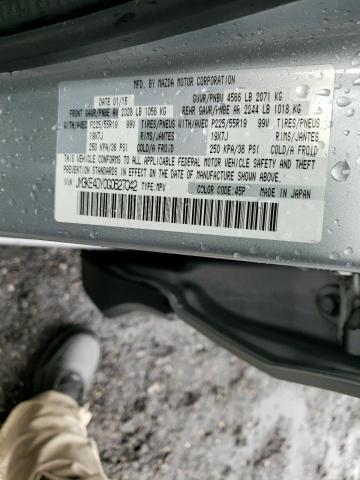 MFD. BY MAZDA MOTOR CORPORATION
DATE 01/15 GVWR/PNBV 4566 LB 2071 KG
FRONT GAWR/PNBE AV 2328 LB 1056 KG REAR GAWR/PNBE AR 2244 LB 1018 KG
WITH/AVEC P225/55R19 99V TIRES/PNEUS WITH/AVEC P225/55R19 99V TIRES/PNEUS
19X7J RIMS/JANTES 19X7J RIMS/JANTES
250 KPA/36 PSI COLD/A FROID 250 KPA/36 PSI COLD/A FROID
THIS VEHICLE CONFORMS TO ALL APPLICABLE FEDERAL MOTOR VEHICLE
SAFETY, BUMPER, AND THEFT PREVENTION STANDARDS
IN EFFECT ON THE DATE OF MANUFACTURE SHOWN ABOVE.
VIN: JM3KE4DY0G0627042 TYPE: MPV COLOR CODE: 45P MADE IN JAPAN